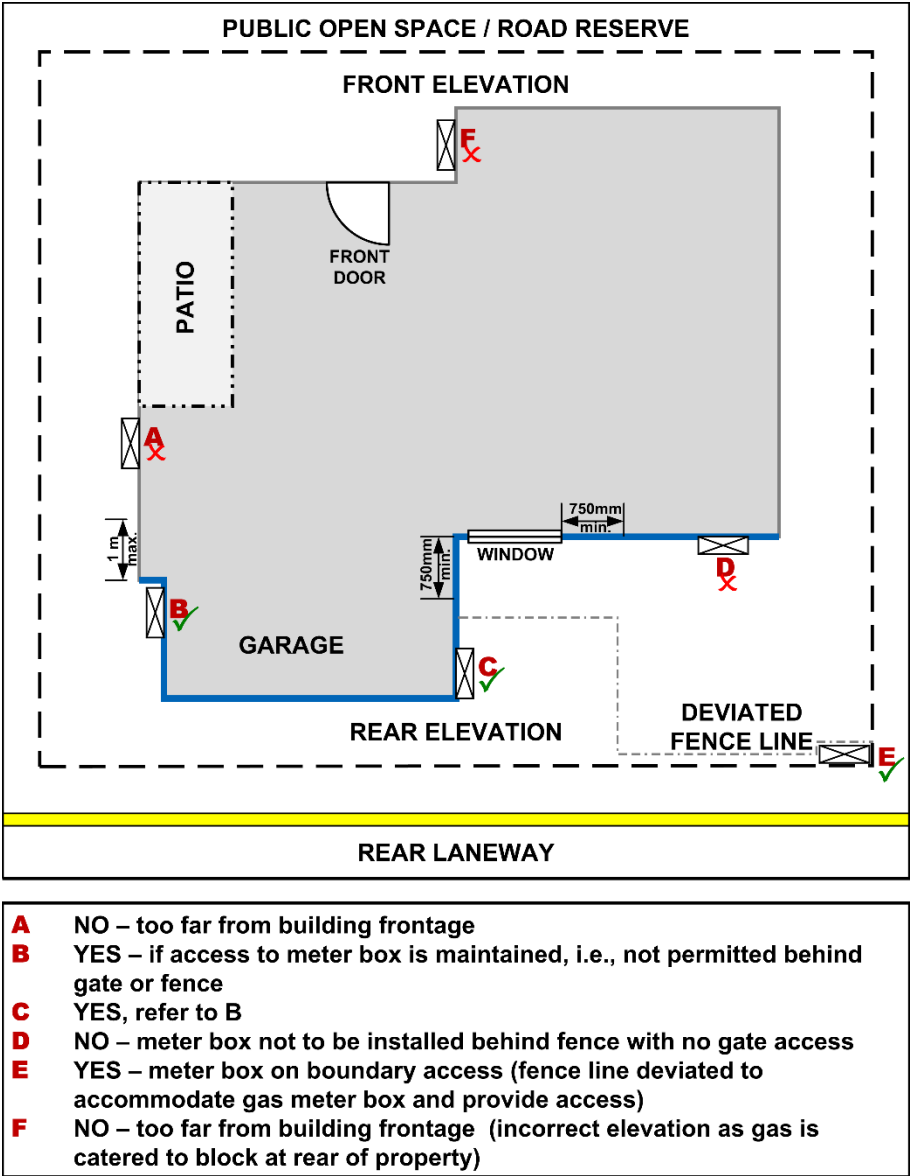 PUBLIC OPEN SPACE / ROAD RESERVE
FRONT ELEVATION
F
FRONT
DOOR
PATIO
A
1 m
max.
750mm
min.
WINDOW
750mm
min.
D
B
GARAGE
C
REAR ELEVATION
DEVIATED
FENCE LINE
E
REAR LANEWAY
A NO – too far from building frontage
B YES – if access to meter box is maintained, i.e., not permitted behind
gate or fence
C YES, refer to B
D NO – meter box not to be installed behind fence with no gate access
E YES – meter box on boundary access (fence line deviated to
accommodate gas meter box and provide access)
F NO – too far from building frontage (incorrect elevation as gas is
catered to block at rear of property)